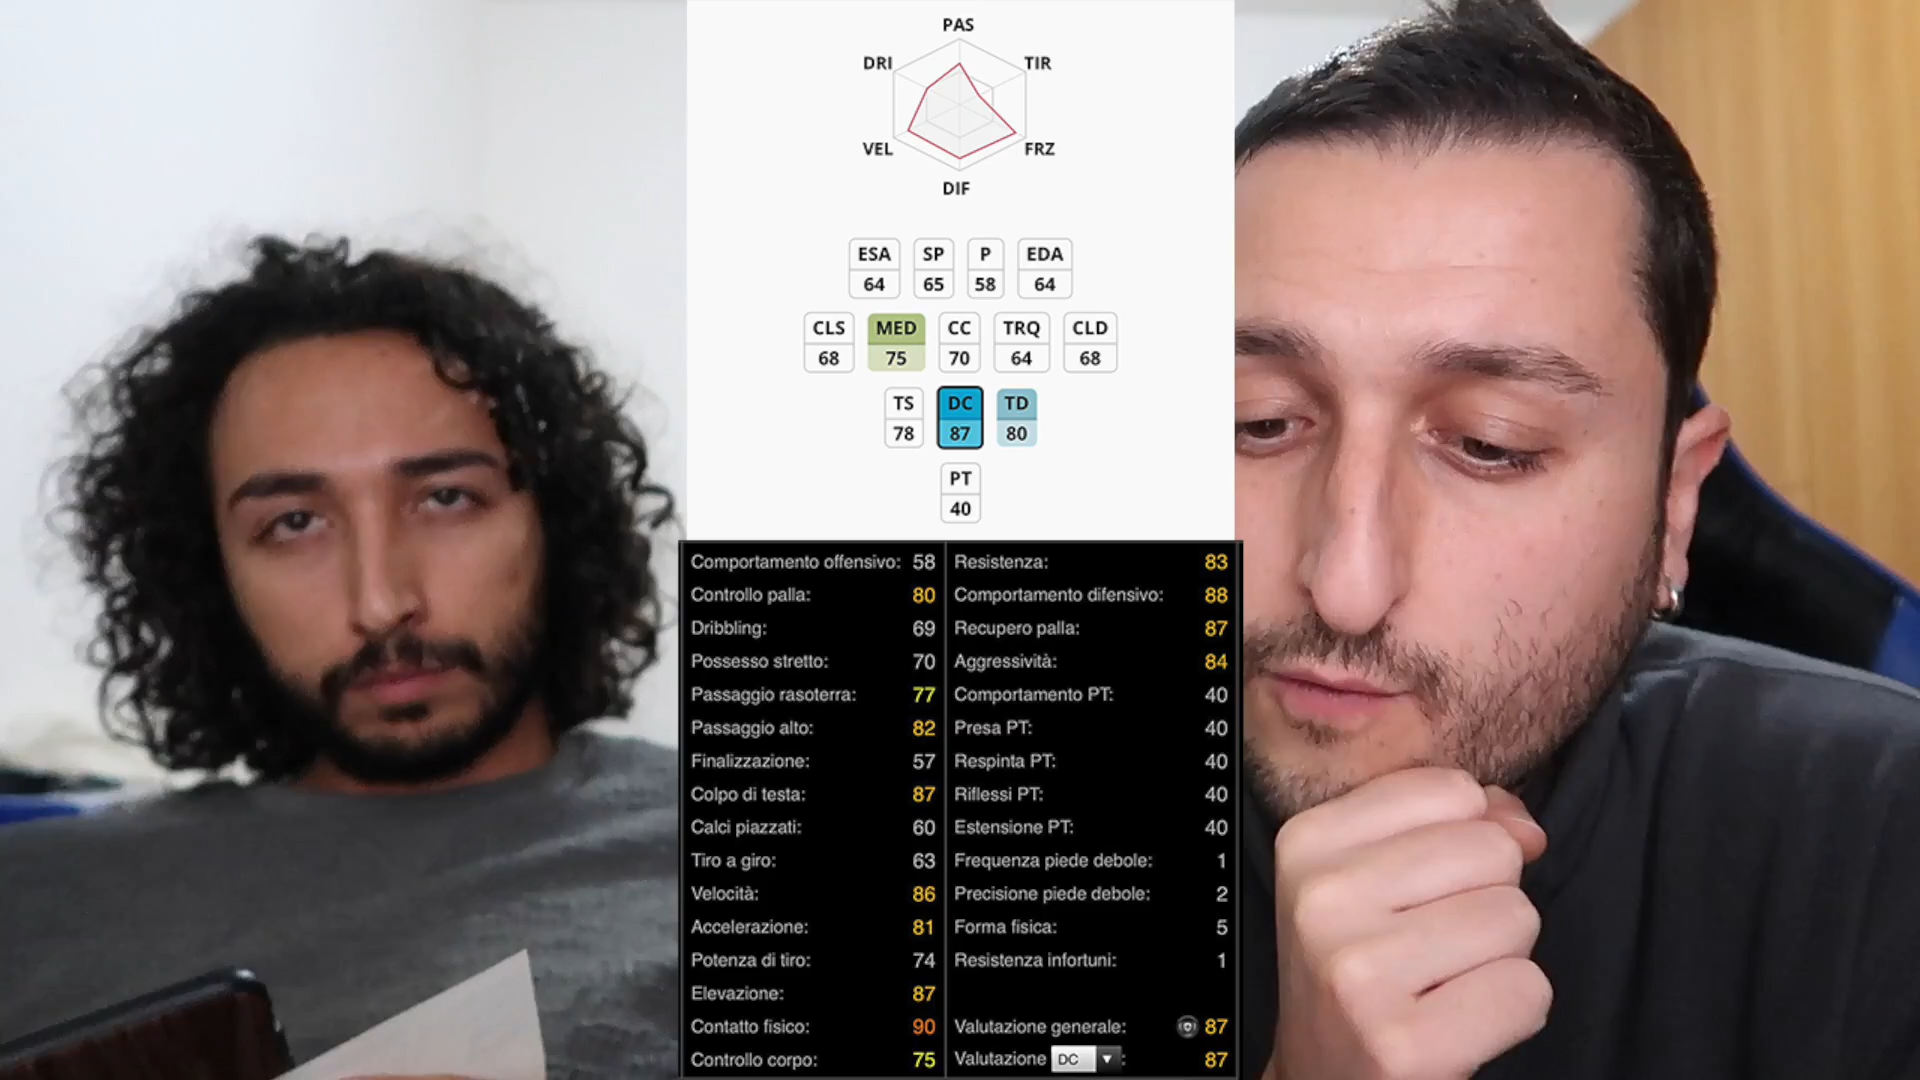 PAS
DRI
TIR
VEL
FRZ
DIF
ESA SP P EDA
64 65 58 64
CLS MED CC TRQ CLD
68 75 70 64 68
TS DC TD
78 87 80
PT
40
Comportamento offensivo: 58
Controllo palla: 80
Dribbling: 69
Possesso stretto: 70
Passaggio rasoterra: 77
Passaggio alto: 82
Finalizzazione: 57
Colpo di testa: 87
Calci piazzati: 60
Tiro a giro: 63
Velocità: 86
Accelerazione: 81
Potenza di tiro: 74
Elevazione: 87
Contatto fisico: 90
Controllo corpo: 75
Resistenza: 83
Comportamento difensivo: 88
Recupero palla: 87
Aggressività: 84
Comportamento PT: 40
Presa PT: 40
Respinta PT: 40
Riflessi PT: 40
Estensione PT: 40
Frequenza piede debole: 1
Precisione piede debole: 2
Forma fisica: 5
Resistenza infortuni: 1
Valutazione generale: 87
Valutazione DC : 87